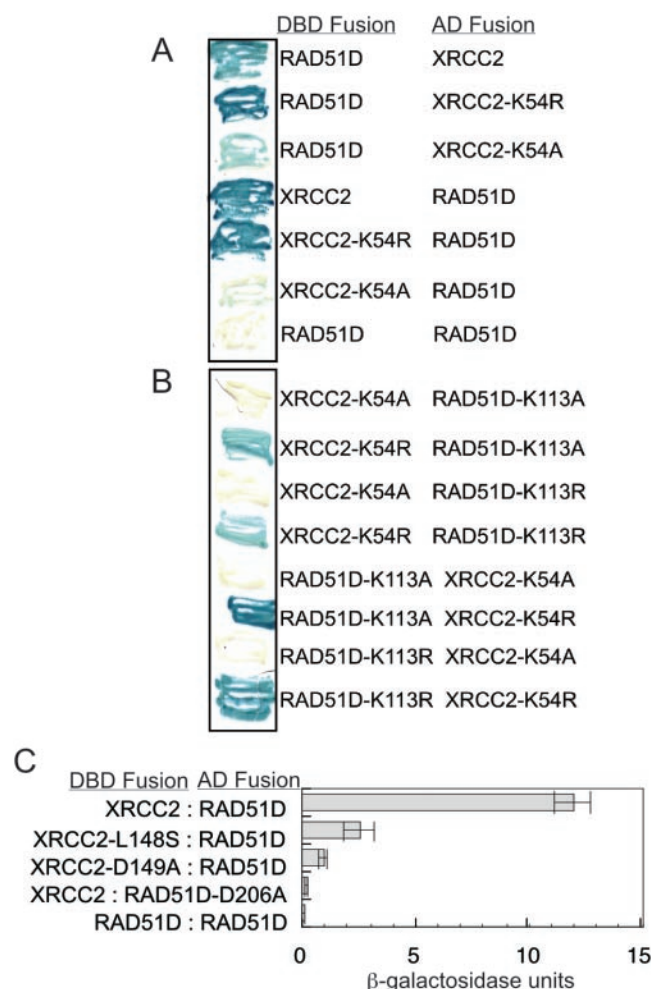 DBD Fusion AD Fusion
A
RAD51D XRCC2
RAD51D XRCC2-K54R
RAD51D XRCC2-K54A
XRCC2 RAD51D
XRCC2-K54R RAD51D
XRCC2-K54A RAD51D
RAD51D RAD51D
B
XRCC2-K54A RAD51D-K113A
XRCC2-K54R RAD51D-K113A
XRCC2-K54A RAD51D-K113R
XRCC2-K54R RAD51D-K113R
RAD51D-K113A XRCC2-K54A
RAD51D-K113A XRCC2-K54R
RAD51D-K113R XRCC2-K54A
RAD51D-K113R XRCC2-K54R
C
DBD Fusion AD Fusion
XRCC2 : RAD51D
XRCC2-L148S : RAD51D
XRCC2-D149A : RAD51D
XRCC2 : RAD51D-D206A
RAD51D : RAD51D
0 5 10 15
β-galactosidase units